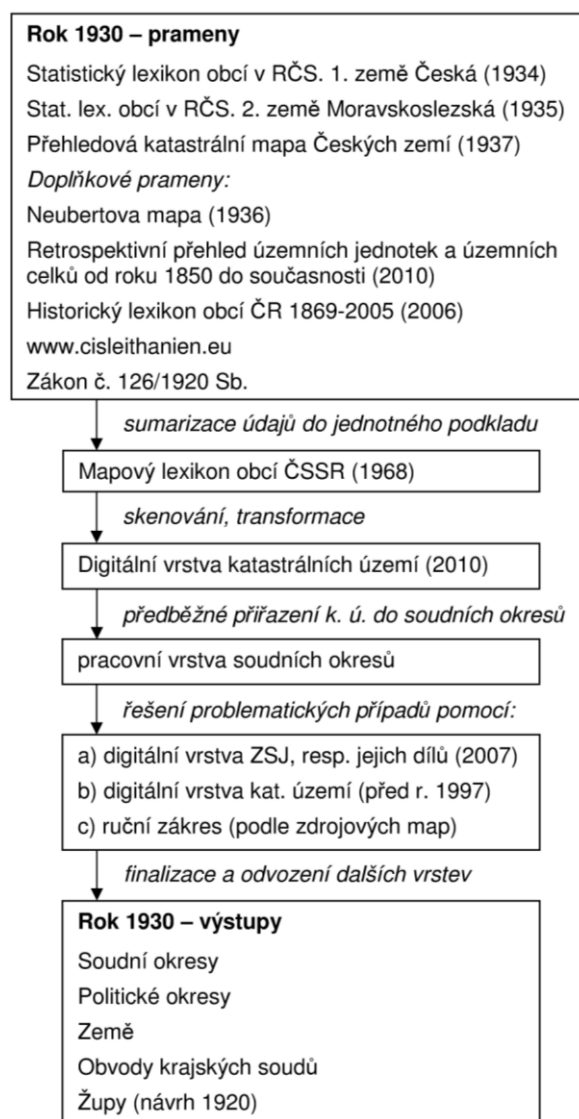 Rok 1930 – prameny
Statistický lexikon obcí v RČS. 1. země Česká (1934)
Stat. lex. obcí v RČS. 2. země Moravskoslezská (1935)
Přehledová katastrální mapa Českých zemí (1937)
Doplňkové prameny:
Neubertova mapa (1936)
Retrospektivní přehled územních jednotek a územních
celků od roku 1850 do současnosti (2010)
Historický lexikon obcí ČR 1869-2005 (2006)
www.cisleithanien.eu
Zákon č. 126/1920 Sb.
sumarizace údajů do jednotného podkladu
Mapový lexikon obcí ČSSR (1968)
skenování, transformace
Digitální vrstva katastrálních území (2010)
předběžné přiřazení k. ú. do soudních okresů
pracovní vrstva soudních okresů
řešení problematických případů pomocí:
a) digitální vrstva ZSJ, resp. jejich dílů (2007)
b) digitální vrstva kat. území (před r. 1997)
c) ruční zákres (podle zdrojových map)
finalizace a odvození dalších vrstev
Rok 1930 – výstupy
Soudní okresy
Politické okresy
Země
Obvody krajských soudů
Župy (návrh 1920)